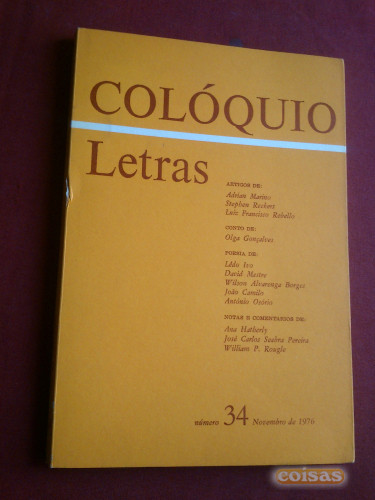 COLÓQUIO
Letras
ARTIGOS DE:
Adrian Marino
Stephen Reckert
Luiz Francisco Rebello
CONTO DE:
Olga Gonçalves
POESIA DE:
Lêdo Ivo
David Mestre
Wilson Alvarenga Borges
João Camilo
António Osório
NOTAS E COMENTÁRIOS DE:
Ana Hatherly
José Carlos Seabra Pereira
William P. Rougle
número 34 Novembro de 1976
coisas